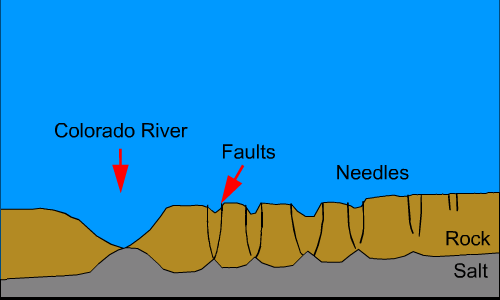 Colorado River
Faults
Needles
Rock
Salt